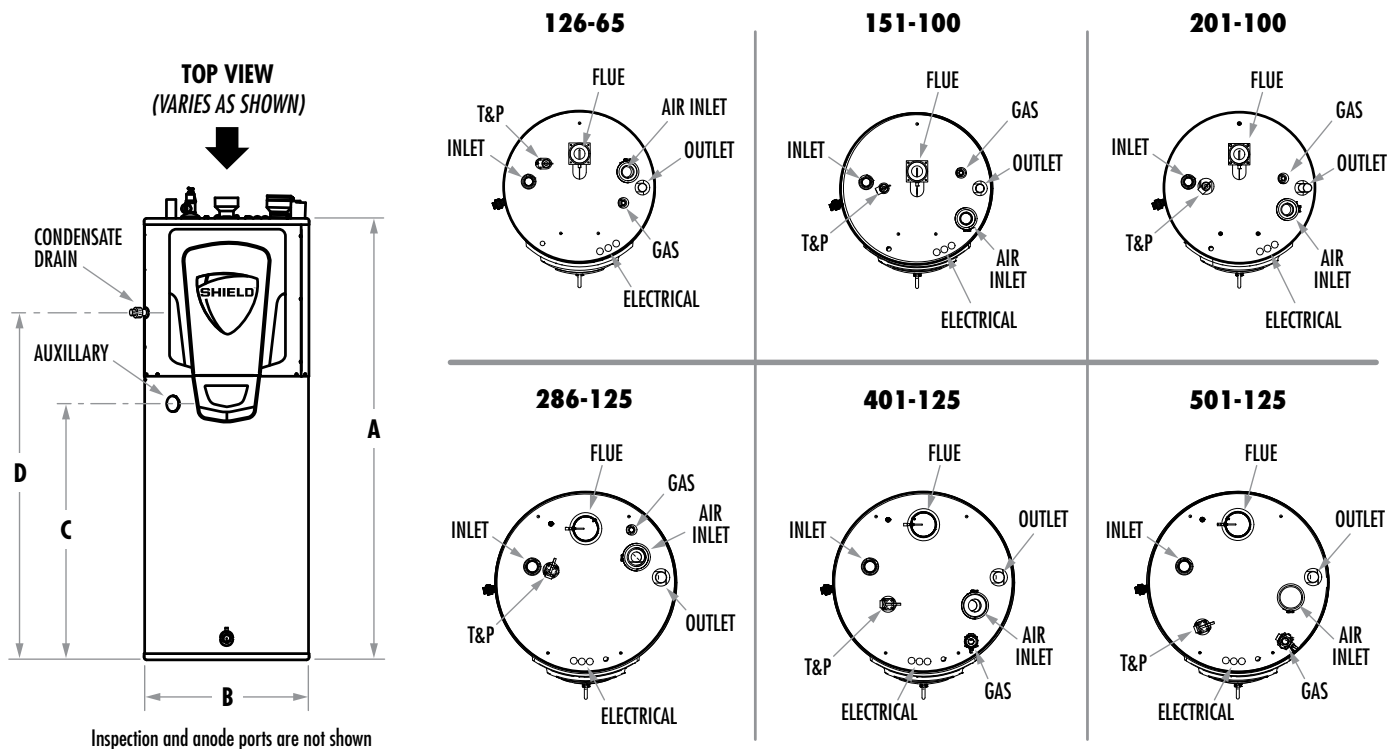 TOP VIEW
(VARIES AS SHOWN)
CONDENSATE
DRAIN
SHIELD
AUXILLARY
A
D
C
B
Inspection and anode ports are not shown
126-65
FLUE
T&P
AIR INLET
INLET
OUTLET
GAS
ELECTRICAL
151-100
FLUE
GAS
INLET
OUTLET
T&P
AIR
INLET
ELECTRICAL
201-100
FLUE
GAS
INLET
OUTLET
T&P
AIR
INLET
ELECTRICAL
286-125
FLUE
GAS
INLET
AIR
INLET
T&P
OUTLET
ELECTRICAL
401-125
FLUE
OUTLET
INLET
T&P
AIR
INLET
GAS
ELECTRICAL
501-125
FLUE
OUTLET
INLET
T&P
AIR
INLET
GAS
ELECTRICAL